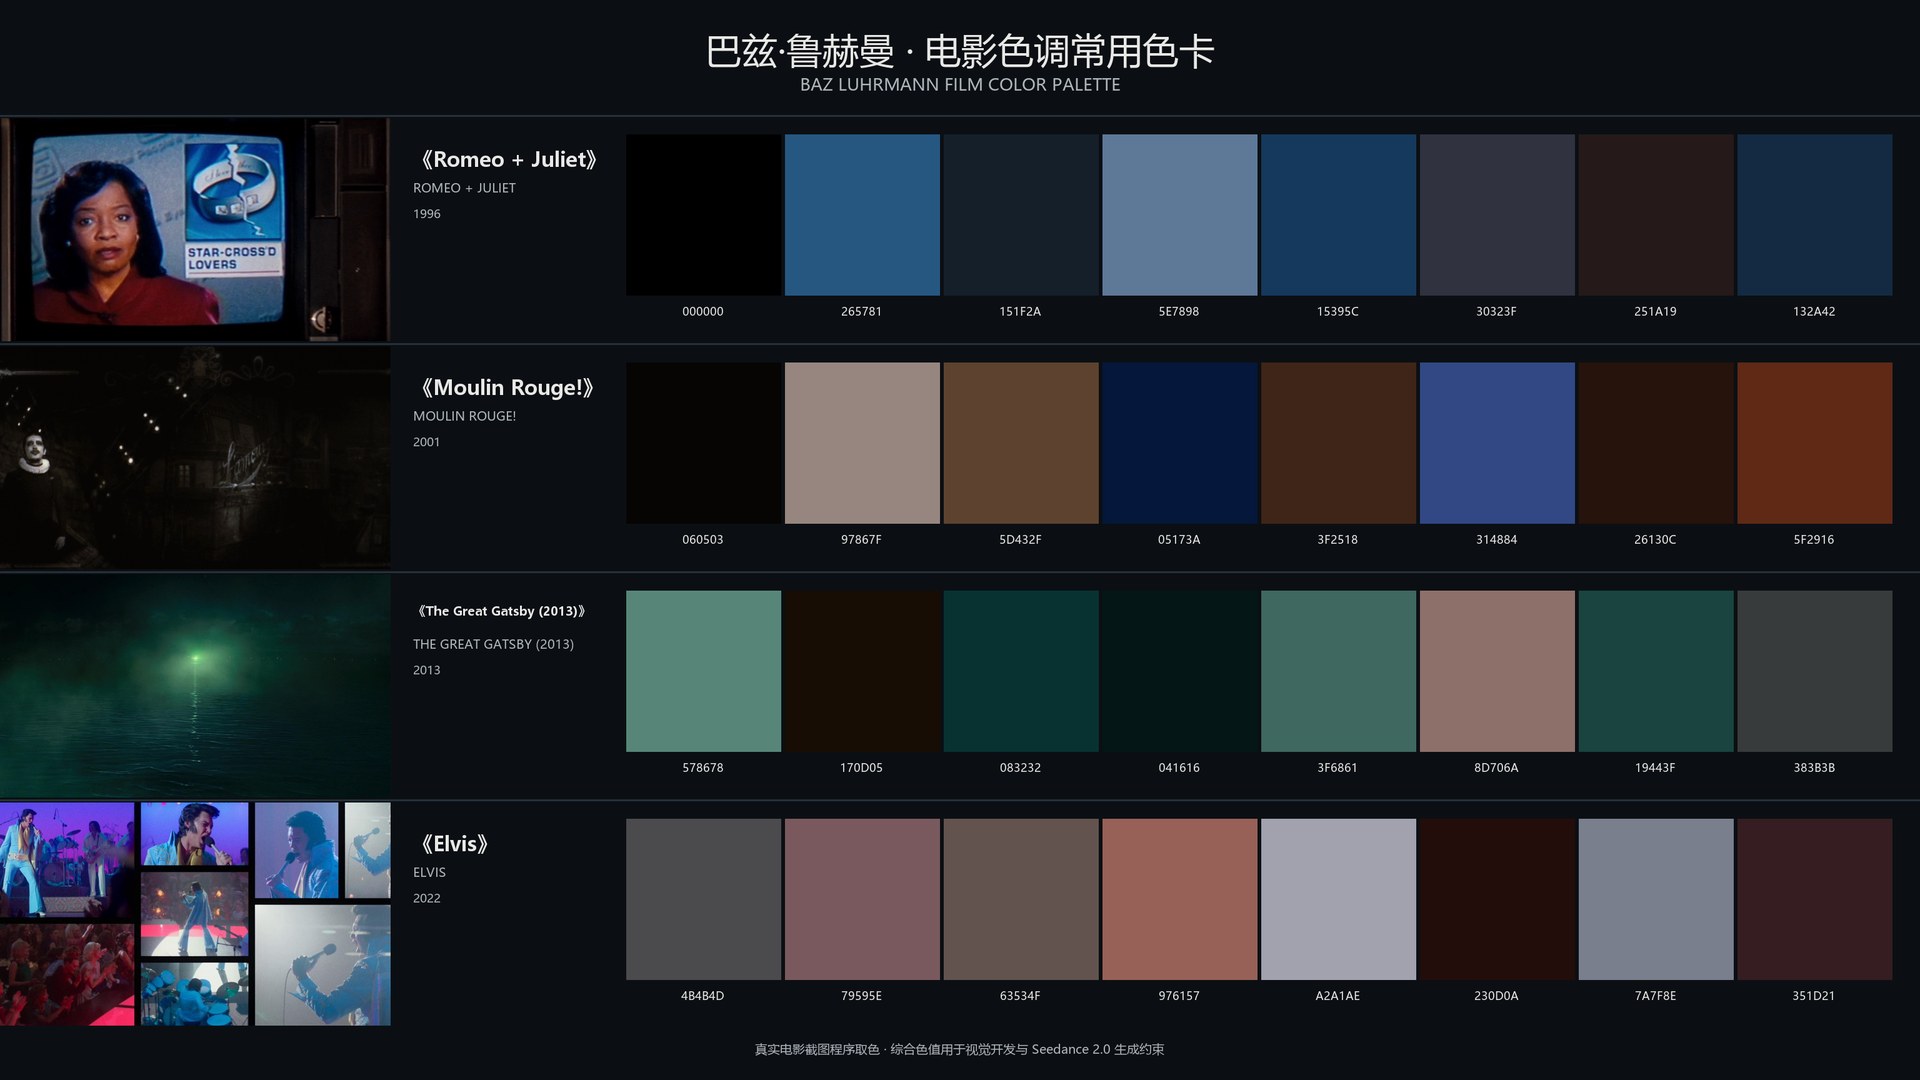 巴兹·鲁赫曼 · 电影色调常用色卡
BAZ LUHRMANN FILM COLOR PALETTE
STAR-CROSS'D
LOVERS
《Romeo + Juliet》
ROMEO + JULIET
1996
000000 265781 151F2A 5E7898 15395C 30323F 251A19 132A42
《Moulin Rouge!》
MOULIN ROUGE!
2001
060503 97867F 5D432F 05173A 3F2518 314884 26130C 5F2916
《The Great Gatsby (2013)》
THE GREAT GATSBY (2013)
2013
578678 170D05 083232 041616 3F6861 8D706A 19443F 383B3B
《Elvis》
ELVIS
2022
4B4B4D 79595E 63534F 976157 A2A1AE 230D0A 7A7F8E 351D21
真实电影截图程序取色 · 综合色值用于视觉开发与 Seedance 2.0 生成约束